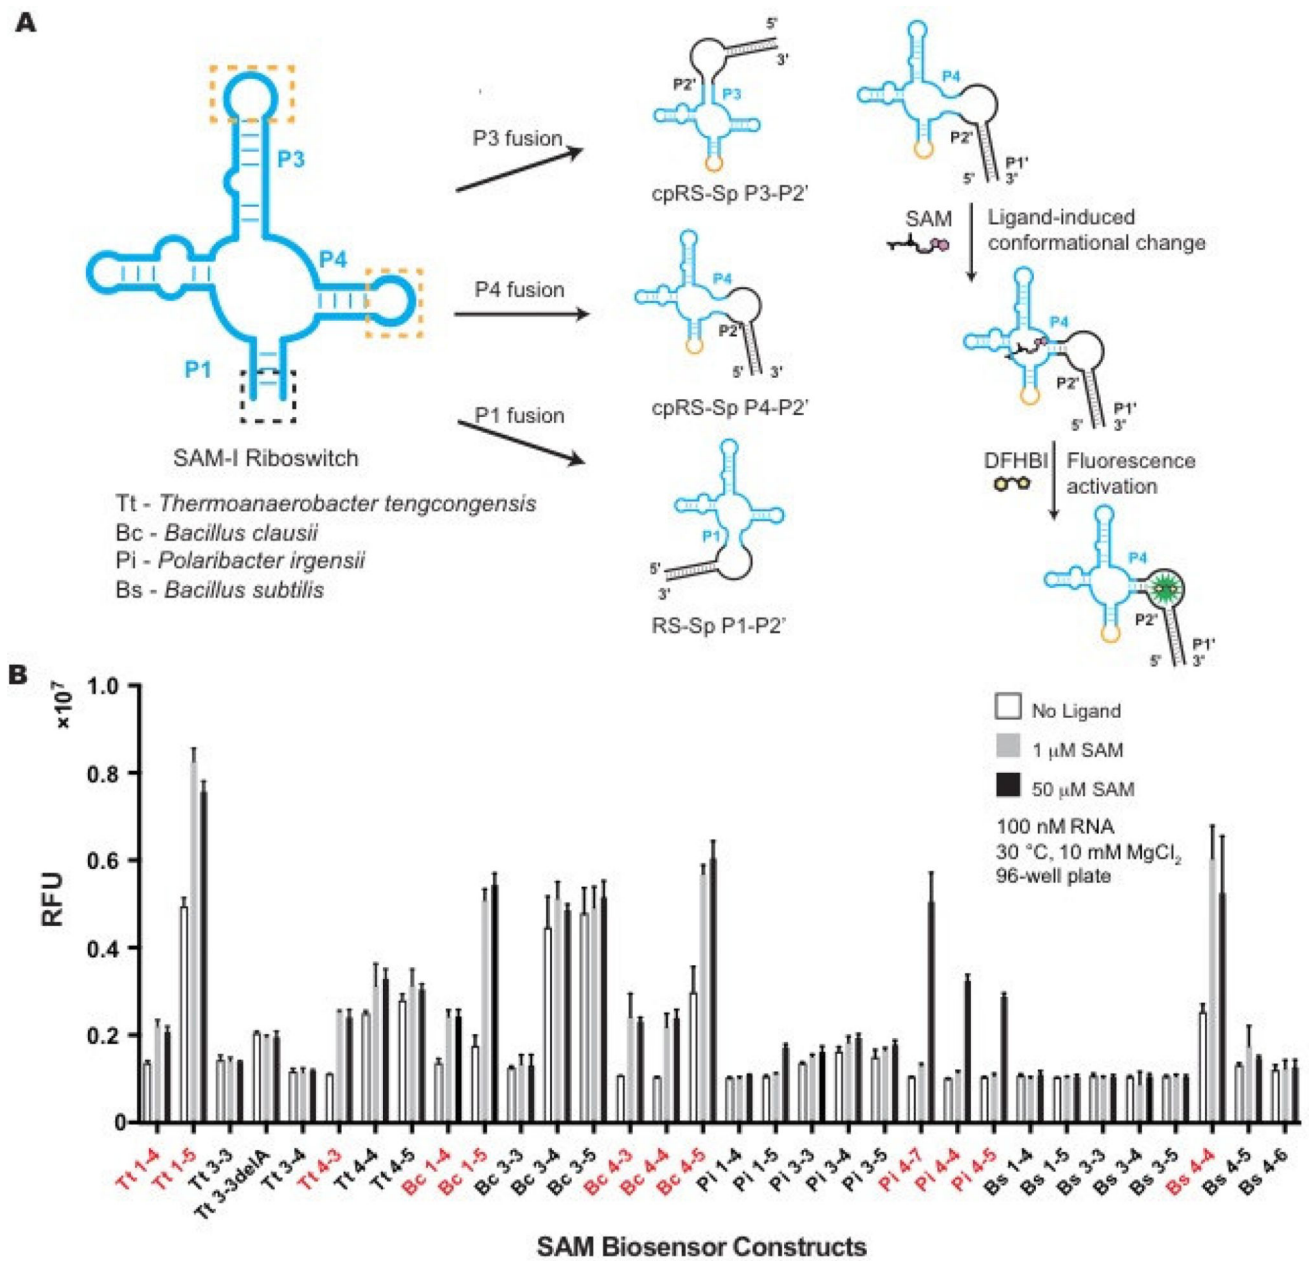 A
P3
P4
P1
SAM-I Riboswitch
Tt - Thermoanaerobacter tengcongensis
Bc - Bacillus clausii
Pi - Polaribacter irgensii
Bs - Bacillus subtilis
P3 fusion
P4 fusion
P1 fusion
5'
3'
P2'
P3
cpRS-Sp P3-P2'
P4
P2'
5' 3'
cpRS-Sp P4-P2'
P1
5'
3'
RS-Sp P1-P2'
P4
P2'
P1'
5' 3'
SAM
Ligand-induced
conformational change
P4
P2'
P1'
5' 3'
DFHBI
Fluorescence
activation
P4
P2'
P1'
5' 3'
B
×10⁷
1.0
0.8
0.6
0.4
0.2
0
RFU
No Ligand
1 μM SAM
50 μM SAM
100 nM RNA
30 °C, 10 mM MgCl₂
96-well plate
Tt 1-4
Tt 1-5
Tt 3-3
Tt 3-3delA
Tt 3-4
Tt 4-3
Tt 4-4
Tt 4-5
Bc 1-4
Bc 1-5
Bc 3-3
Bc 3-4
Bc 3-5
Bc 4-3
Bc 4-4
Bc 4-5
Pi 1-4
Pi 1-5
Pi 3-3
Pi 3-4
Pi 3-5
Pi 4-7
Pi 4-4
Pi 4-5
Bs 1-4
Bs 1-5
Bs 3-3
Bs 3-4
Bs 3-5
Bs 4-4
Bs 4-5
Bs 4-6
SAM Biosensor Constructs